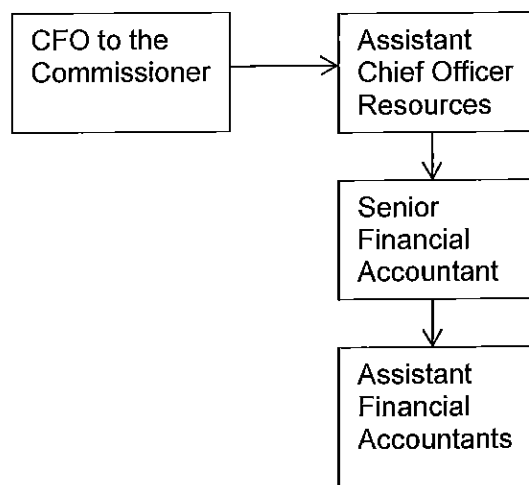 CFO to the
Commissioner
Assistant
Chief Officer
Resources
Senior
Financial
Accountant
Assistant
Financial
Accountants